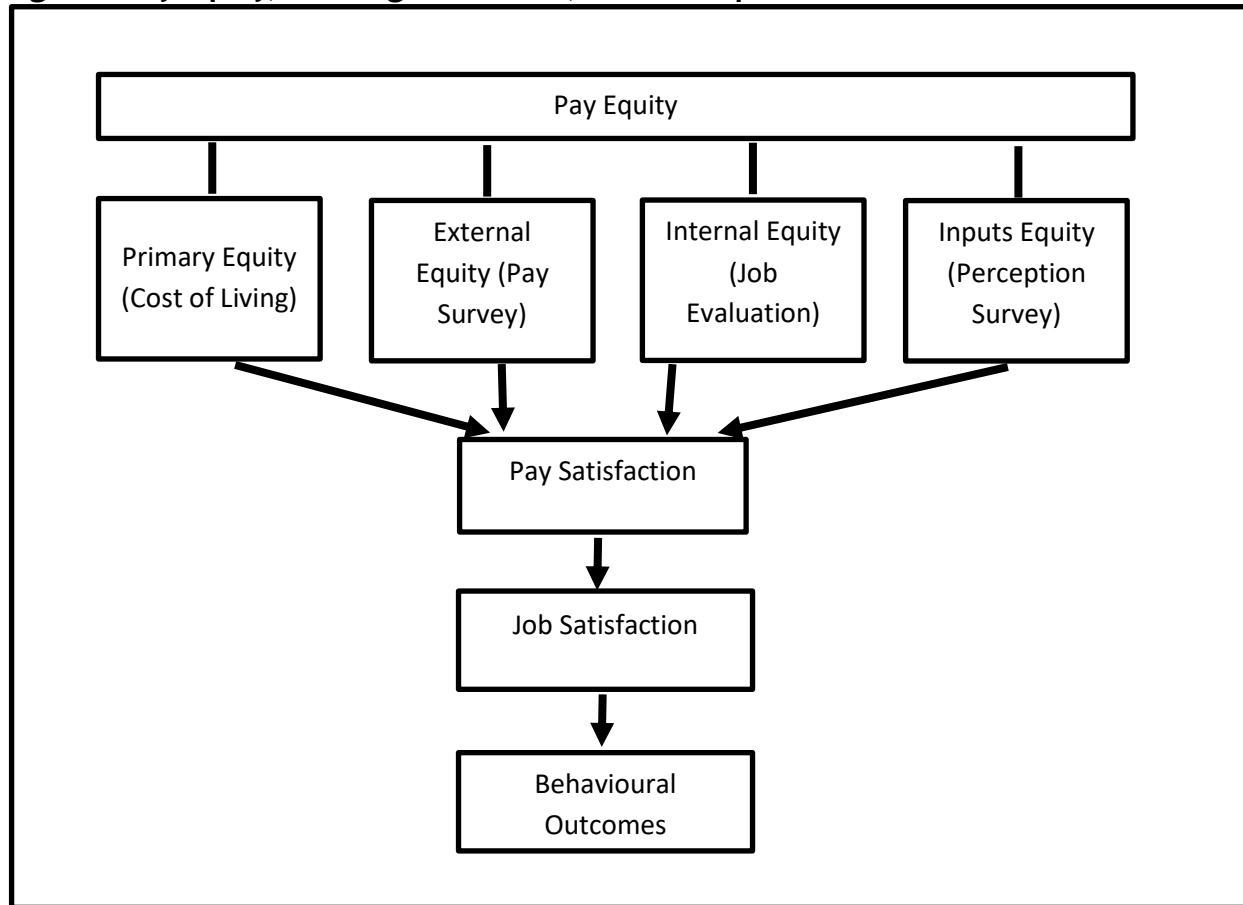 Pay Equity
Primary Equity
(Cost of Living)
External
Equity (Pay
Survey)
Internal Equity
(Job
Evaluation)
Inputs Equity
(Perception
Survey)
Pay Satisfaction
Job Satisfaction
Behavioural
Outcomes